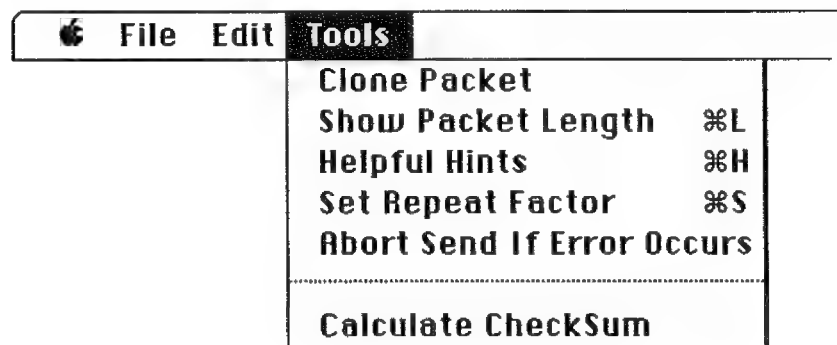 File Edit Tools
Clone Packet
Show Packet Length ⌘L
Helpful Hints ⌘H
Set Repeat Factor ⌘S
Abort Send If Error Occurs
Calculate CheckSum